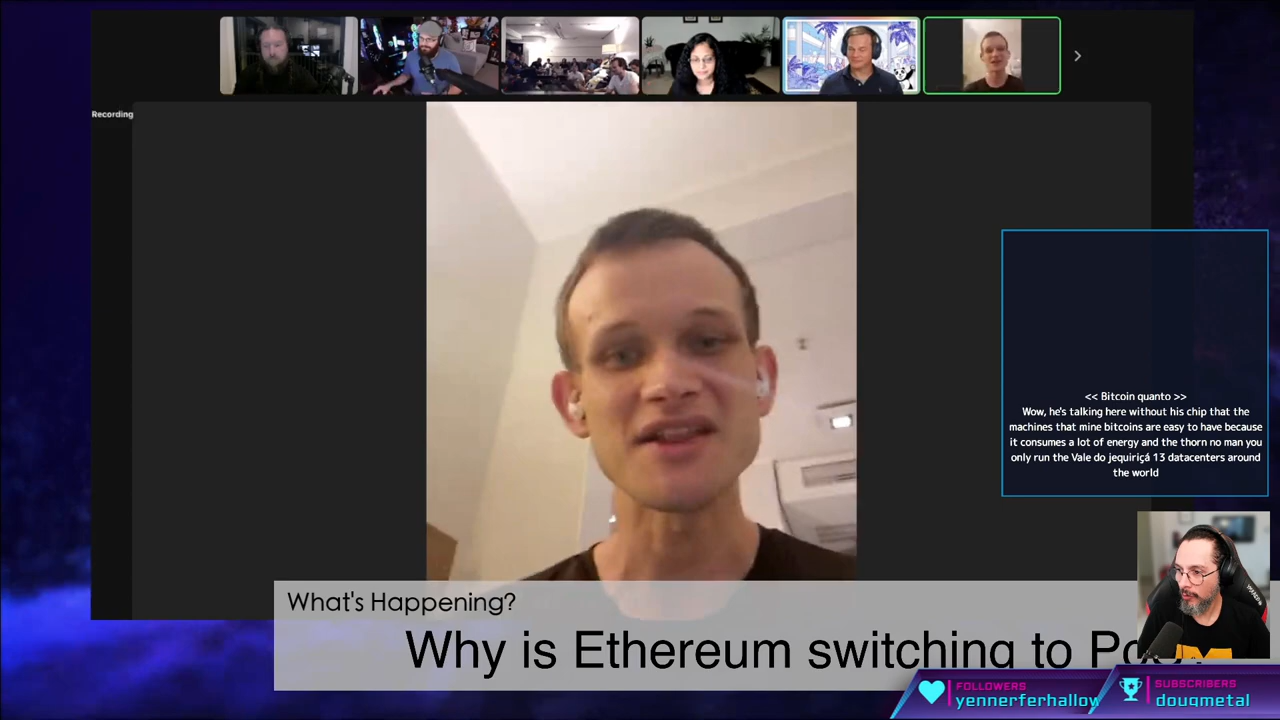 Recording
<< Bitcoin quanto >>
Wow, he's talking here without his chip that the
machines that mine bitcoins are easy to have because
it consumes a lot of energy and the thorn no man you
only run the Vale do jequiriçá 13 datacenters around
the world
What's Happening?
Why is Ethereum switching to
FOLLOWERS
yennerferhallow
SUBSCRIBERS
douqmetal